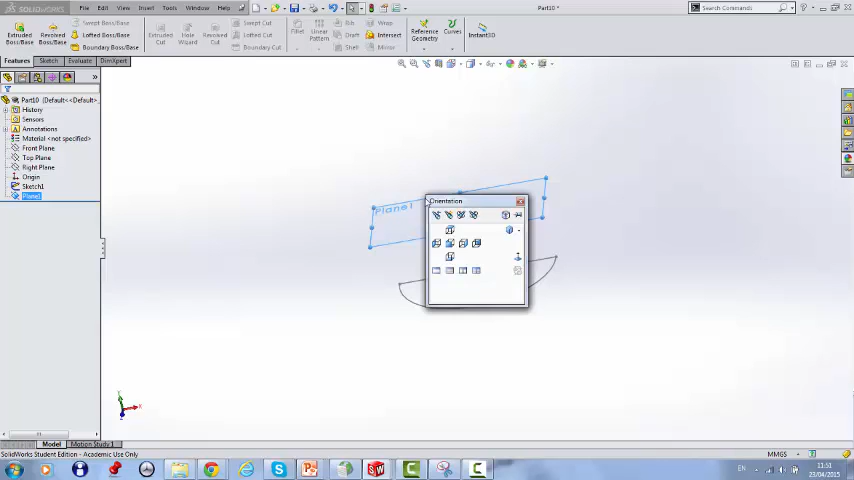 SOLIDWORKS File Edit View Insert Tools Window Help Part10 * Search Commands
Extruded Boss/Base
Revolved Boss/Base
Swept Boss/Base
Lofted Boss/Base
Boundary Boss/Base
Extruded Cut
Hole Wizard
Revolved Cut
Swept Cut
Lofted Cut
Boundary Cut
Fillet
Linear Pattern
Rib
Draft
Shell
Wrap
Intersect
Mirror
Reference Geometry
Curves
Instant3D
Features Sketch Evaluate DimXpert
Part10 (Default<<Default>_
History
Sensors
Annotations
Material <not specified>
Front Plane
Top Plane
Right Plane
Origin
Sketch1
Plane1
Plane1
Orientation
Y
X
Z
Model Motion Study 1
SolidWorks Student Edition - Academic Use Only
MMGS
EN
11:51
23/04/2015